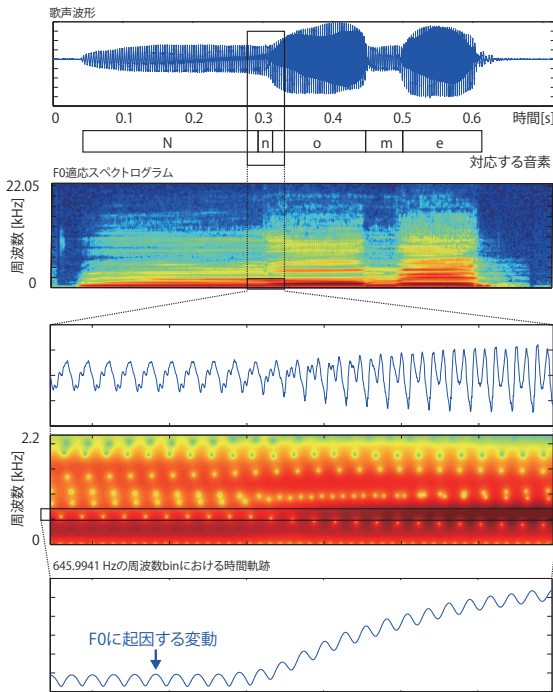 歌声波形
0 0.1 0.2 0.3 0.4 0.5 0.6 時間[s]
N n o m e
対応する音素
F0適応スペクトログラム
22.05
周波数 [kHz]
0
2.2
周波数 [kHz]
0
645.9941 Hzの周波数binにおける時間軌跡
F0に起因する変動